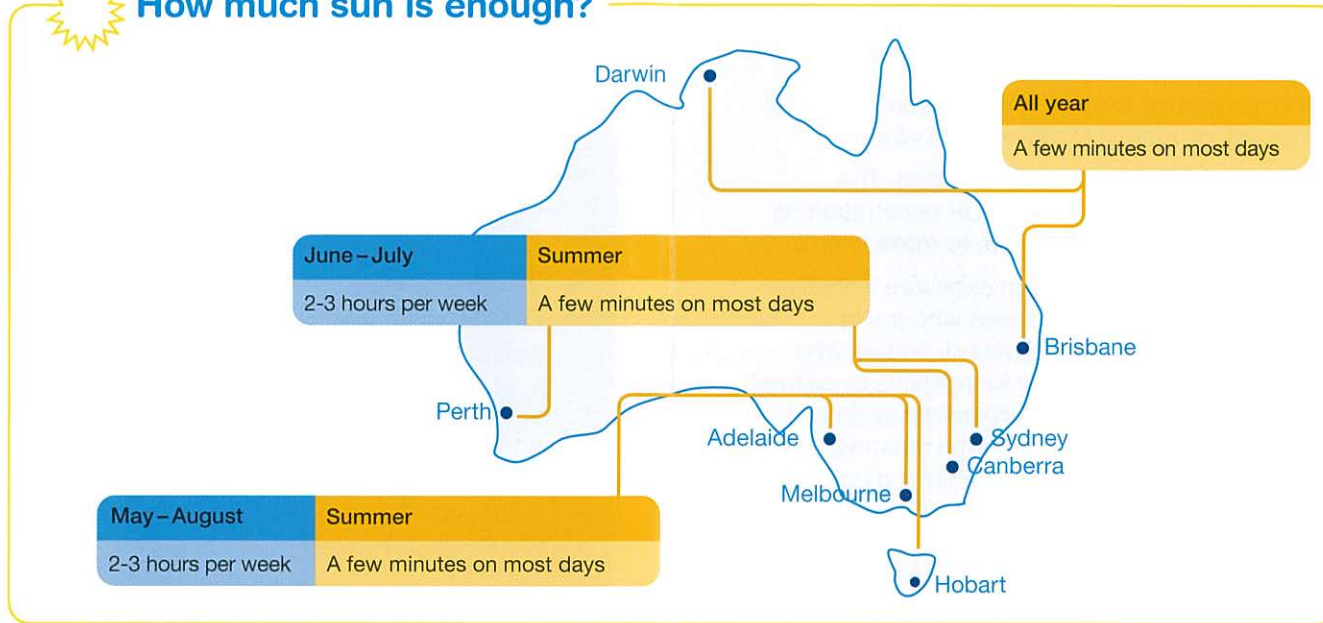 How much sun is enough?
Darwin
All year
A few minutes on most days
June–July
Summer
2-3 hours per week
A few minutes on most days
Brisbane
Perth
Adelaide
Sydney
Canberra
Melbourne
May–August
Summer
2-3 hours per week
A few minutes on most days
Hobart